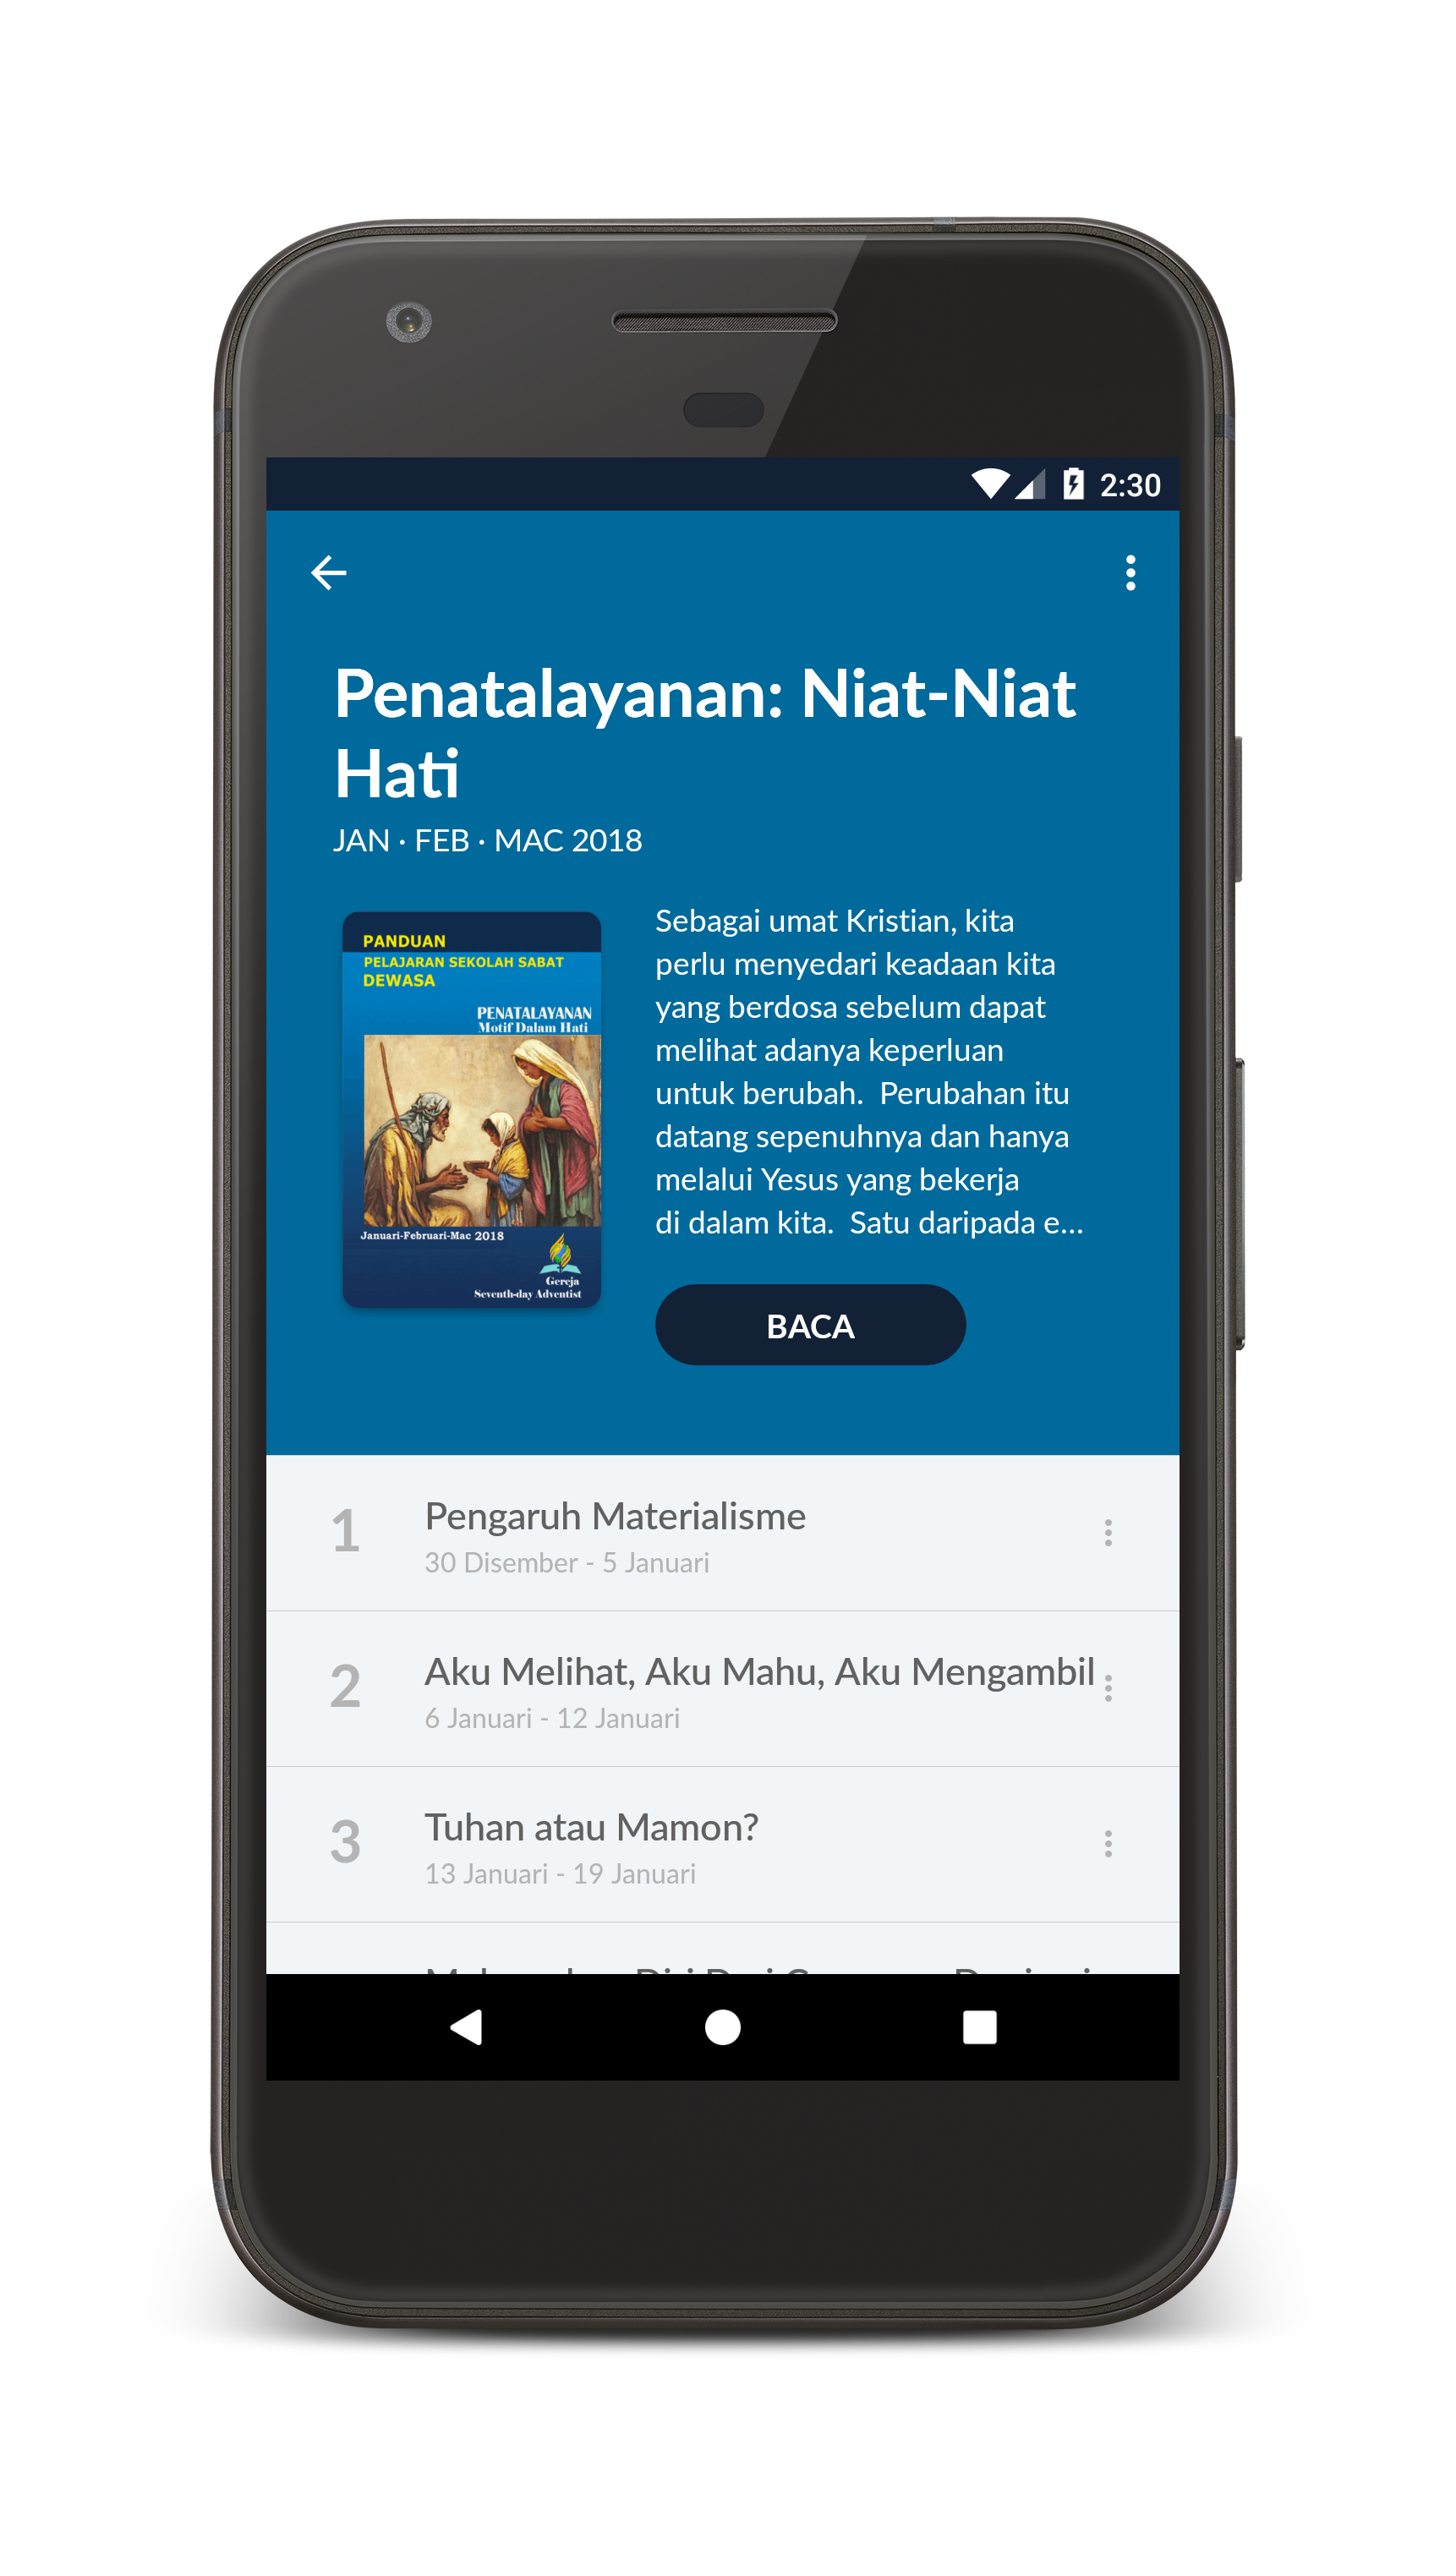 2:30
Penatalayanan: Niat-Niat
Hati
JAN · FEB · MAC 2018
PANDUAN
PELAJARAN SEKOLAH SABAT
DEWASA
PENATALAYANAN
Motif Dalam Hati
Januari-Februari-Mac 2018
Gereja
Seventh-day Adventist
Sebagai umat Kristian, kita
perlu menyedari keadaan kita
yang berdosa sebelum dapat
melihat adanya keperluan
untuk berubah.  Perubahan itu
datang sepenuhnya dan hanya
melalui Yesus yang bekerja
di dalam kita.  Satu daripada e...
BACA
1
Pengaruh Materialisme
30 Disember - 5 Januari
2
Aku Melihat, Aku Mahu, Aku Mengambil
6 Januari - 12 Januari
3
Tuhan atau Mamon?
13 Januari - 19 Januari